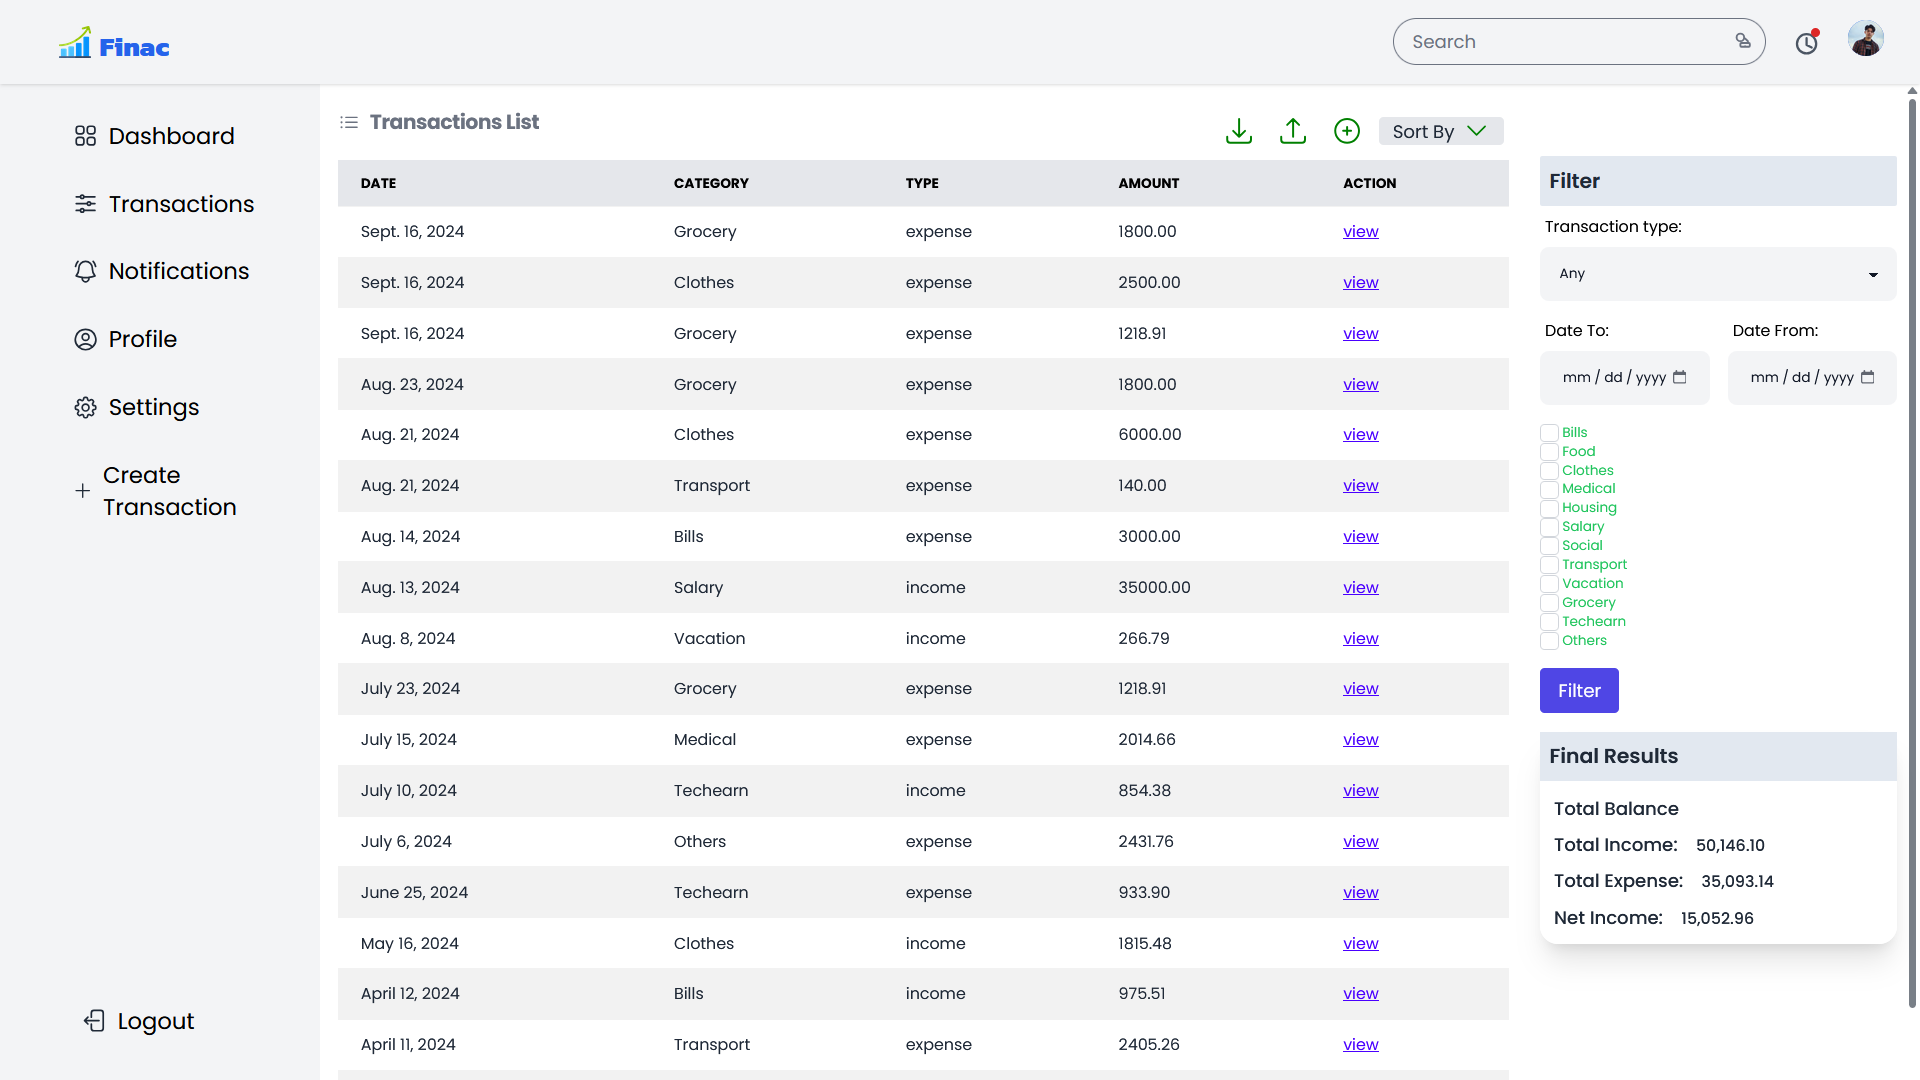 Finac
Search
Dashboard
Transactions
Notifications
Profile
Settings
Create
Transaction
Logout
Transactions List
Sort By
DATE CATEGORY TYPE AMOUNT ACTION
Sept. 16, 2024 Grocery expense 1800.00 view
Sept. 16, 2024 Clothes expense 2500.00 view
Sept. 16, 2024 Grocery expense 1218.91 view
Aug. 23, 2024 Grocery expense 1800.00 view
Aug. 21, 2024 Clothes expense 6000.00 view
Aug. 21, 2024 Transport expense 140.00 view
Aug. 14, 2024 Bills expense 3000.00 view
Aug. 13, 2024 Salary income 35000.00 view
Aug. 8, 2024 Vacation income 266.79 view
July 23, 2024 Grocery expense 1218.91 view
July 15, 2024 Medical expense 2014.66 view
July 10, 2024 Techearn income 854.38 view
July 6, 2024 Others expense 2431.76 view
June 25, 2024 Techearn expense 933.90 view
May 16, 2024 Clothes income 1815.48 view
April 12, 2024 Bills income 975.51 view
April 11, 2024 Transport expense 2405.26 view
Filter
Transaction type:
Any
Date To: Date From:
mm / dd / yyyy mm / dd / yyyy
Bills
Food
Clothes
Medical
Housing
Salary
Social
Transport
Vacation
Grocery
Techearn
Others
Filter
Final Results
Total Balance
Total Income: 50,146.10
Total Expense: 35,093.14
Net Income: 15,052.96